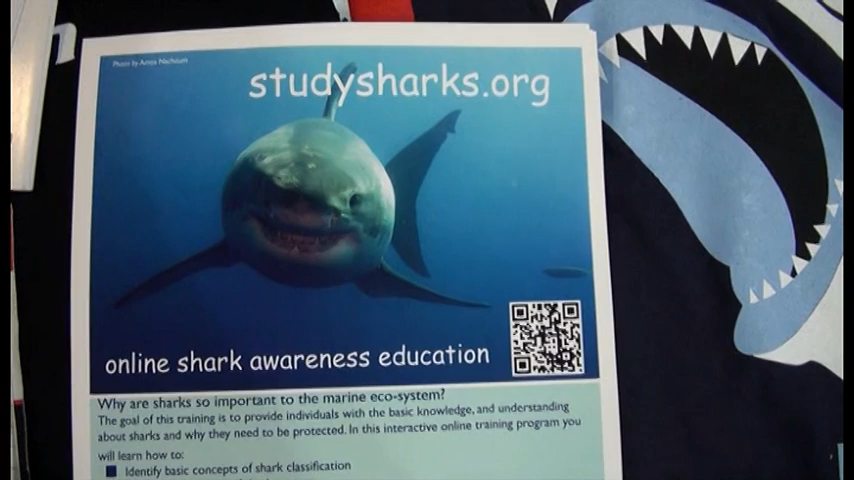 Photo by Amos Nachoum
studysharks.org
online shark awareness education
Why are sharks so important to the marine eco-system?
The goal of this training is to provide individuals with the basic knowledge, and understanding
about sharks and why they need to be protected. In this interactive online training program you
will learn how to:
Identify basic concepts of shark classification